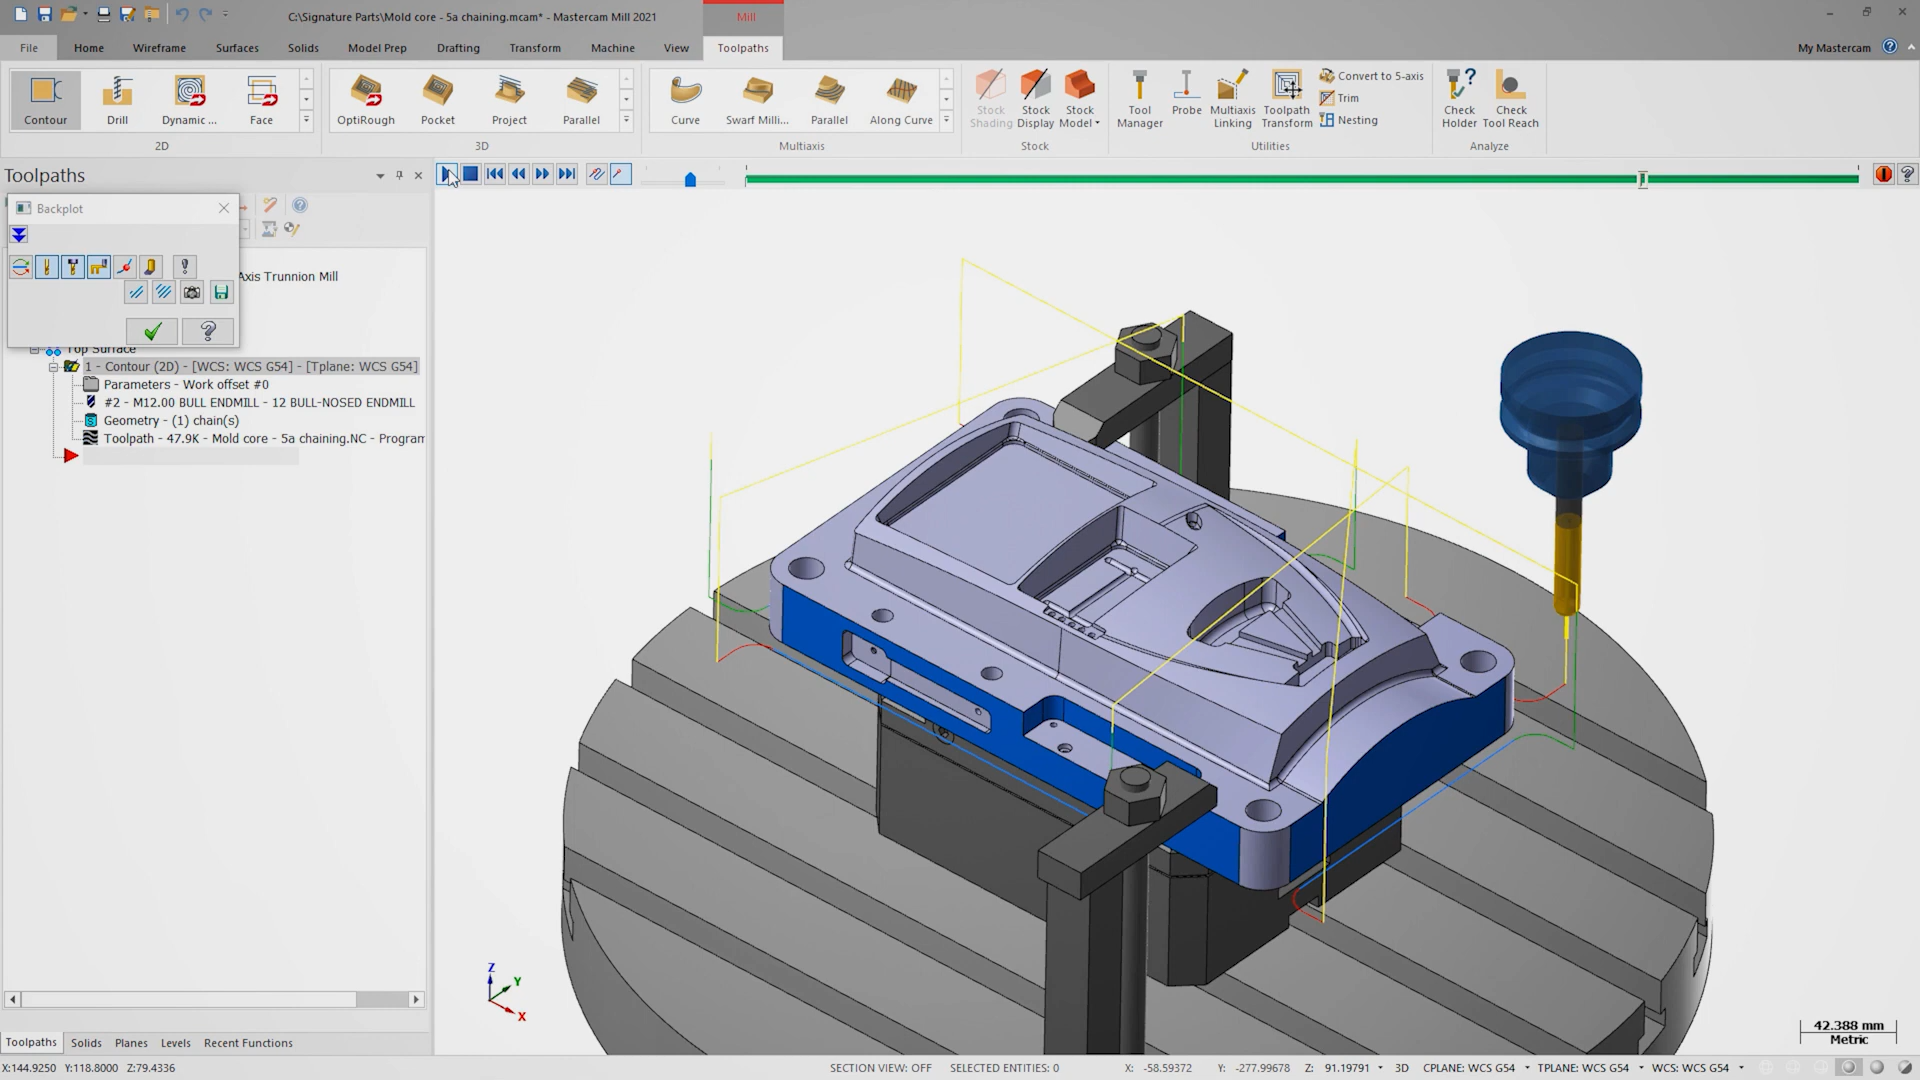 C:\Signature Parts\Mold core - 5a chaining.mcam* - Mastercam Mill 2021
Mill
File Home Wireframe Surfaces Solids Model Prep Drafting Transform Machine View Toolpaths My Mastercam
Contour Drill Dynamic ... Face
2D
OptiRough Pocket Project Parallel
3D
Curve Swarf Milli... Parallel Along Curve
Multiaxis
Stock Shading Stock Display Stock Model
Stock
Tool Manager Probe Multiaxis Linking Toolpath Transform
Convert to 5-axis
Trim
Nesting
Utilities
Check Holder Check Tool Reach
Analyze
Toolpaths
Backplot
Axis Trunnion Mill
Top Surface
1 - Contour (2D) - [WCS: WCS G54] - [Tplane: WCS G54]
Parameters - Work offset #0
#2 - M12.00 BULL ENDMILL - 12 BULL-NOSED ENDMILL
Geometry - (1) chain(s)
Toolpath - 47.9K - Mold core - 5a chaining.NC - Program
Z
Y
X
42.388 mm
Metric
Toolpaths Solids Planes Levels Recent Functions
X:144.9250 Y:118.8000 Z:79.4336 SECTION VIEW: OFF SELECTED ENTITIES: 0 X: -58.59372 Y: -277.99678 Z: 91.19791 3D CPLANE: WCS G54 TPLANE: WCS G54 WCS: WCS G54